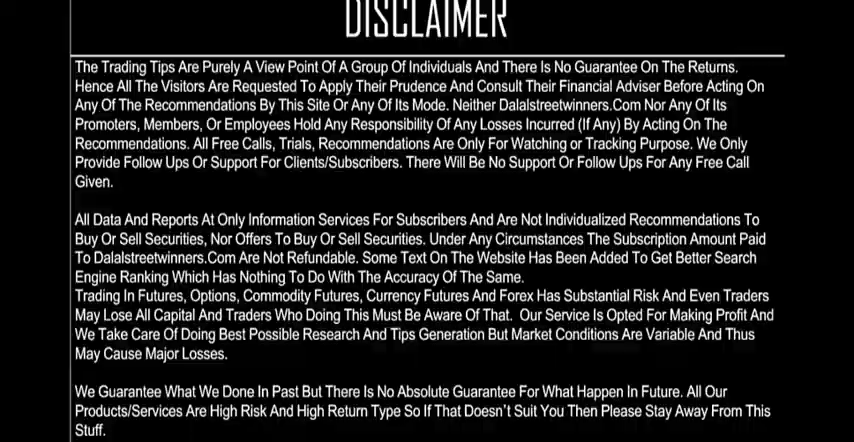 DISCLAIMER
The Trading Tips Are Purely A View Point Of A Group Of Individuals And There Is No Guarantee On The Returns.
Hence All The Visitors Are Requested To Apply Their Prudence And Consult Their Financial Adviser Before Acting On
Any Of The Recommendations By This Site Or Any Of Its Mode. Neither Dalalstreetwinners.Com Nor Any Of Its
Promoters, Members, Or Employees Hold Any Responsibility Of Any Losses Incurred (If Any) By Acting On The
Recommendations. All Free Calls, Trials, Recommendations Are Only For Watching or Tracking Purpose. We Only
Provide Follow Ups Or Support For Clients/Subscribers. There Will Be No Support Or Follow Ups For Any Free Call
Given.
All Data And Reports At Only Information Services For Subscribers And Are Not Individualized Recommendations To
Buy Or Sell Securities, Nor Offers To Buy Or Sell Securities. Under Any Circumstances The Subscription Amount Paid
To Dalalstreetwinners.Com Are Not Refundable. Some Text On The Website Has Been Added To Get Better Search
Engine Ranking Which Has Nothing To Do With The Accuracy Of The Same.
Trading In Futures, Options, Commodity Futures, Currency Futures And Forex Has Substantial Risk And Even Traders
May Lose All Capital And Traders Who Doing This Must Be Aware Of That. Our Service Is Opted For Making Profit And
We Take Care Of Doing Best Possible Research And Tips Generation But Market Conditions Are Variable And Thus
May Cause Major Losses.
We Guarantee What We Done In Past But There Is No Absolute Guarantee For What Happen In Future. All Our
Products/Services Are High Risk And High Return Type So If That Doesn't Suit You Then Please Stay Away From This
Stuff.